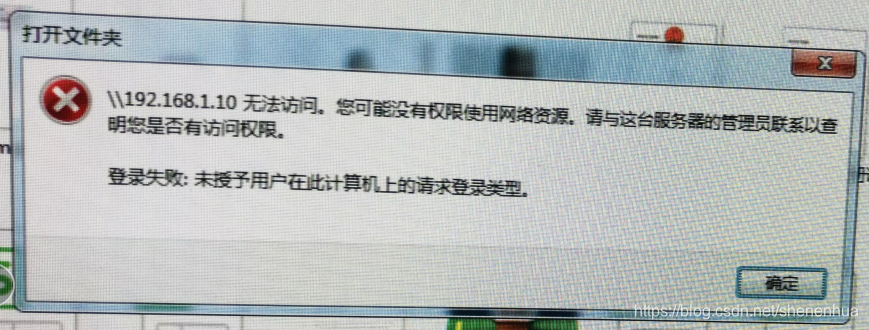 打开文件夹
\\192.168.1.10 无法访问。您可能没有权限使用网络资源。请与这台服务器的管理员联系以查
明您是否有访问权限。
登录失败: 未授予用户在此计算机上的请求登录类型。
确定
https://blog.csdn.net/shenenhua